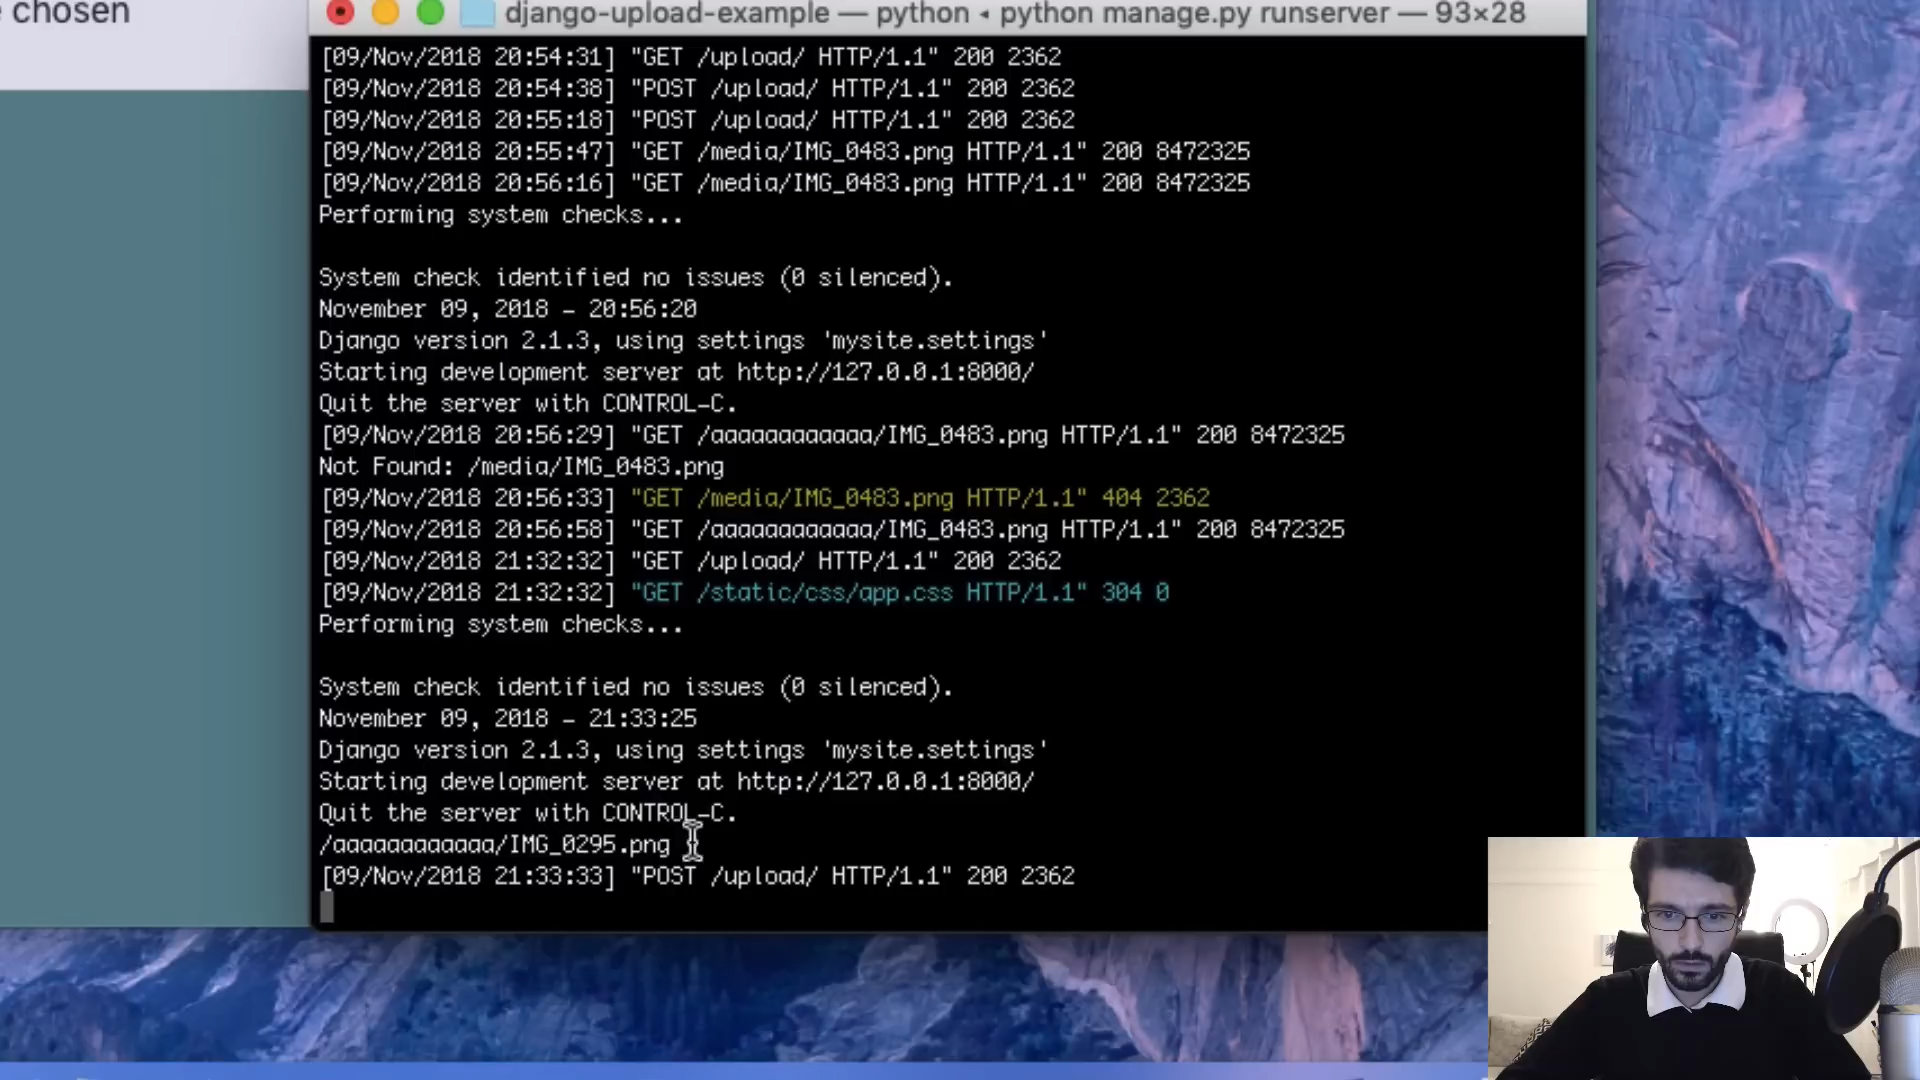 chosen
django-upload-example — python ◂ python manage.py runserver — 93×28
[09/Nov/2018 20:54:31] "GET /upload/ HTTP/1.1" 200 2362
[09/Nov/2018 20:54:38] "POST /upload/ HTTP/1.1" 200 2362
[09/Nov/2018 20:55:18] "POST /upload/ HTTP/1.1" 200 2362
[09/Nov/2018 20:55:47] "GET /media/IMG_0483.png HTTP/1.1" 200 8472325
[09/Nov/2018 20:56:16] "GET /media/IMG_0483.png HTTP/1.1" 200 8472325
Performing system checks...
System check identified no issues (0 silenced).
November 09, 2018 - 20:56:20
Django version 2.1.3, using settings 'mysite.settings'
Starting development server at http://127.0.0.1:8000/
Quit the server with CONTROL-C.
[09/Nov/2018 20:56:29] "GET /aaaaaaaaaaaa/IMG_0483.png HTTP/1.1" 200 8472325
Not Found: /media/IMG_0483.png
[09/Nov/2018 20:56:33] "GET /media/IMG_0483.png HTTP/1.1" 404 2362
[09/Nov/2018 20:56:58] "GET /aaaaaaaaaaaa/IMG_0483.png HTTP/1.1" 200 8472325
[09/Nov/2018 21:32:32] "GET /upload/ HTTP/1.1" 200 2362
[09/Nov/2018 21:32:32] "GET /static/css/app.css HTTP/1.1" 304 0
Performing system checks...
System check identified no issues (0 silenced).
November 09, 2018 - 21:33:25
Django version 2.1.3, using settings 'mysite.settings'
Starting development server at http://127.0.0.1:8000/
Quit the server with CONTROL-C.
/aaaaaaaaaaaa/IMG_0295.png
[09/Nov/2018 21:33:33] "POST /upload/ HTTP/1.1" 200 2362